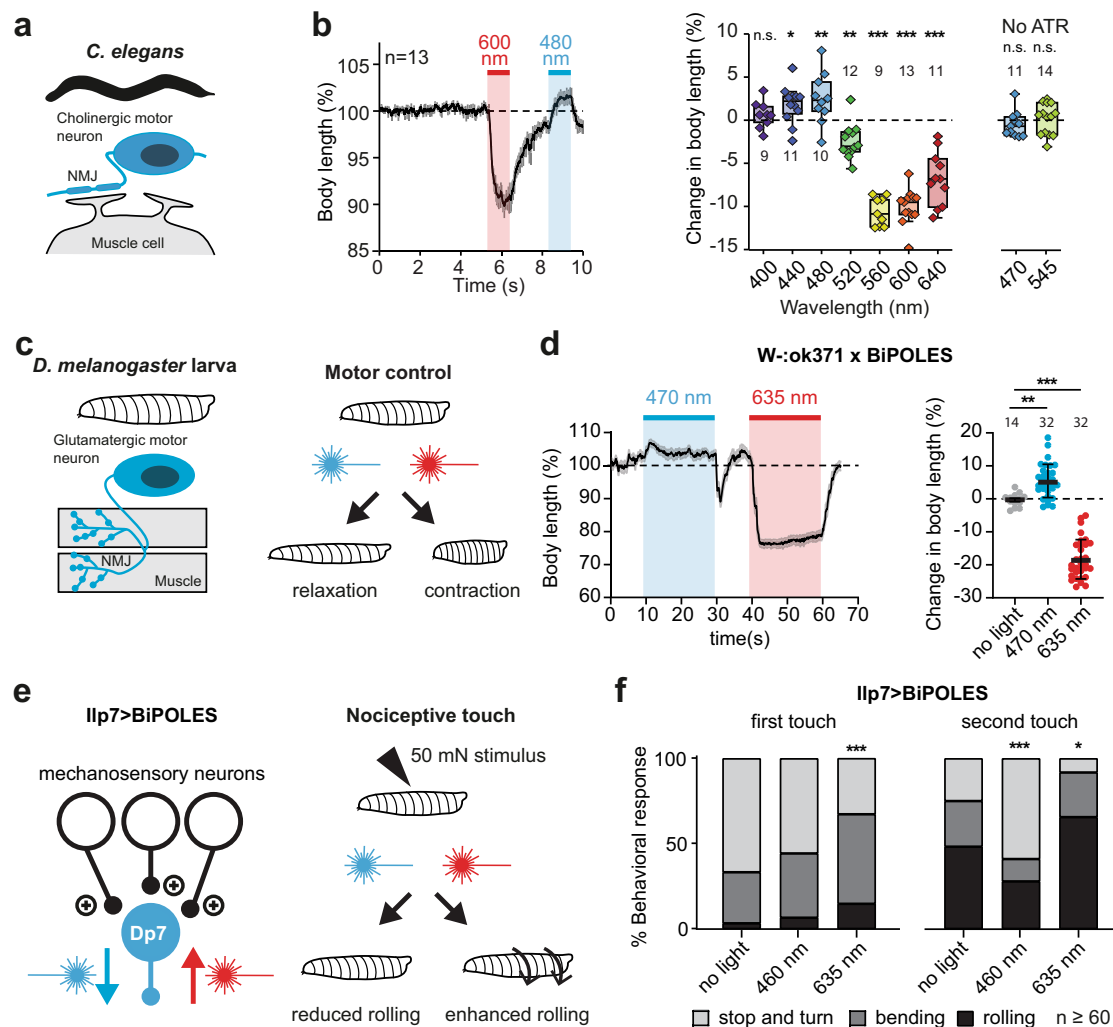 a
C. elegans
Cholinergic motor
neuron
NMJ
Muscle cell
b
n=13
600
nm
480
nm
Body length (%)
105
100
95
90
85
0
2
4
6
8
10
Time (s)
Change in body length (%)
10
5
0
-5
-10
-15
n.s.
*
**
**
***
***
***
12
9
13
11
9
11
10
400
440
480
520
560
600
640
Wavelength (nm)
No ATR
n.s.
n.s.
11
14
470
545
c
D. melanogaster larva
Glutamatergic motor
neuron
NMJ
Muscle
Motor control
relaxation
contraction
d
W-:ok371 x BiPOLES
470 nm
635 nm
Body length (%)
110
100
90
80
70
60
0
10
20
30
40
50
60
70
time(s)
Change in body length (%)
***
**
14
32
32
20
10
0
-10
-20
-30
no light
470 nm
635 nm
e
Ilp7>BiPOLES
mechanosensory neurons
+
+
+
Dp7
Nociceptive touch
50 mN stimulus
reduced rolling
enhanced rolling
f
Ilp7>BiPOLES
first touch
second touch
***
***
*
% Behavioral response
100
50
0
no light
460 nm
635 nm
no light
460 nm
635 nm
stop and turn
bending
rolling
n ≥ 60